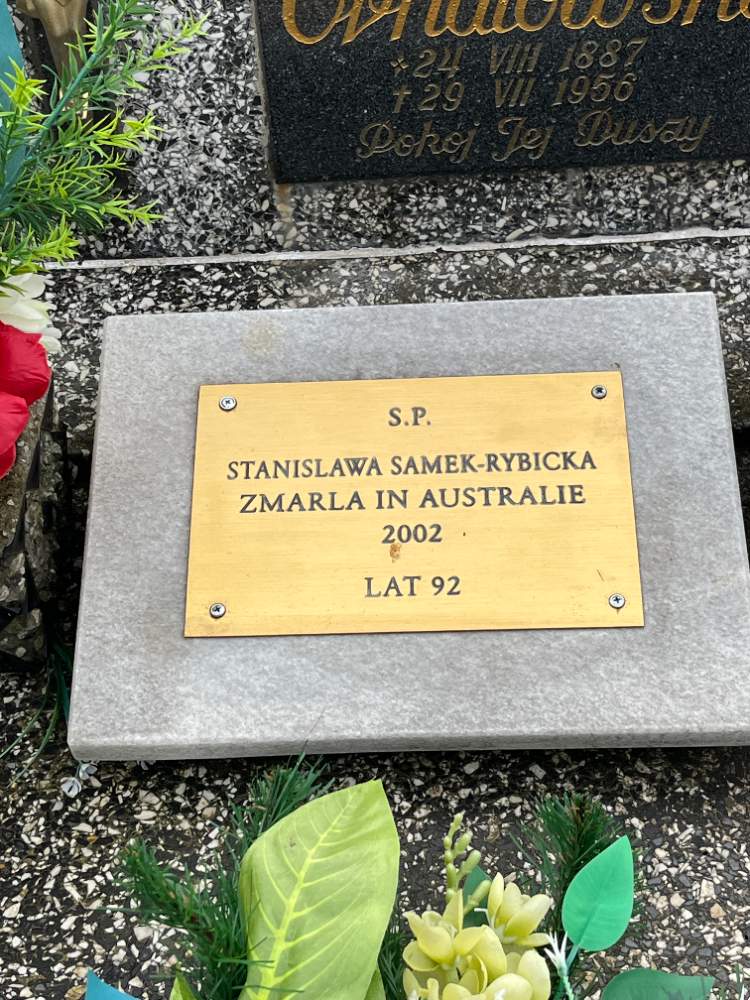 * 24 VIII 1887
† 29 VII 1956
Pokój Jej Duszy
S.P.
STANISLAWA SAMEK-RYBICKA
ZMARLA IN AUSTRALIE
2002
LAT 92